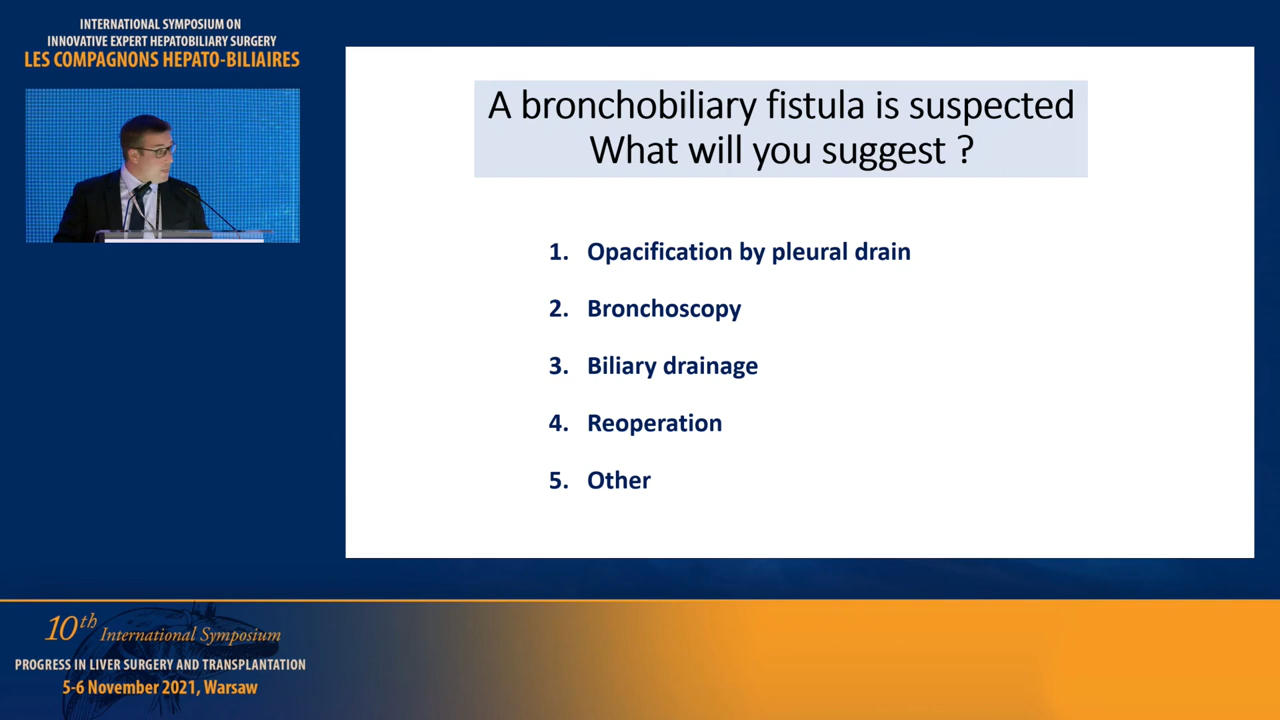 INTERNATIONAL SYMPOSIUM ON
INNOVATIVE EXPERT HEPATOBILIARY SURGERY
LES COMPAGNONS HEPATO-BILIAIRES
A bronchobiliary fistula is suspected
What will you suggest ?
1. Opacification by pleural drain
2. Bronchoscopy
3. Biliary drainage
4. Reoperation
5. Other
10th International Symposium
PROGRESS IN LIVER SURGERY AND TRANSPLANTATION
5-6 November 2021, Warsaw